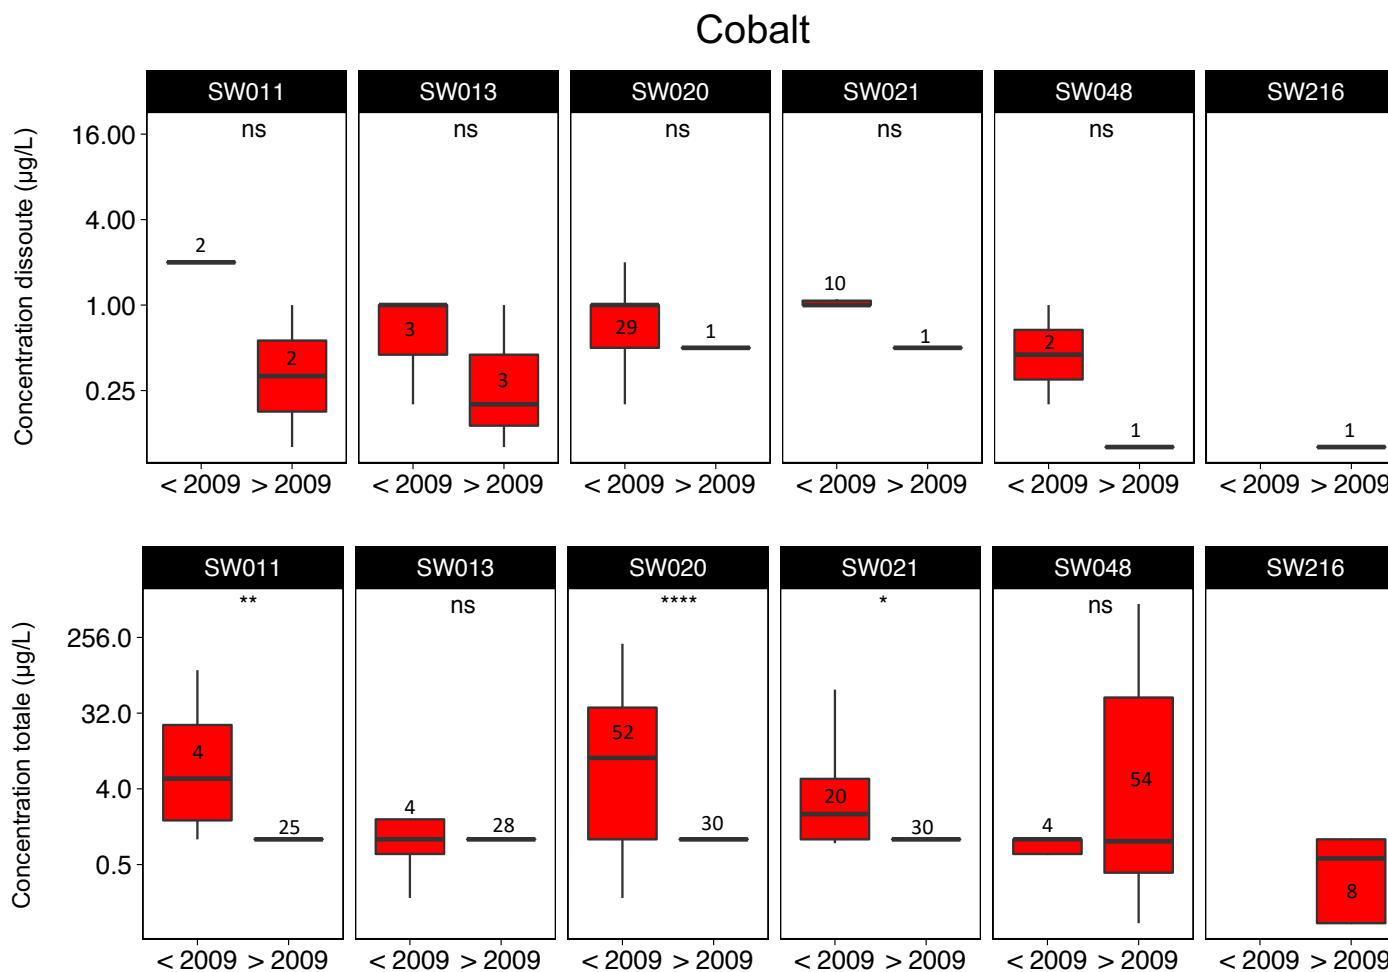 Cobalt
SW011 SW013 SW020 SW021 SW048 SW216
ns ns ns ns ns
Concentration dissoute (µg/L)
16.00
4.00
1.00
0.25
2 2 3 3 29 1 10 1 2 1 1
< 2009 > 2009 < 2009 > 2009 < 2009 > 2009 < 2009 > 2009 < 2009 > 2009 < 2009 > 2009
SW011 SW013 SW020 SW021 SW048 SW216
** ns **** * ns
Concentration totale (µg/L)
256.0
32.0
4.0
0.5
4 25 4 28 52 30 20 30 4 54 8
< 2009 > 2009 < 2009 > 2009 < 2009 > 2009 < 2009 > 2009 < 2009 > 2009 < 2009 > 2009